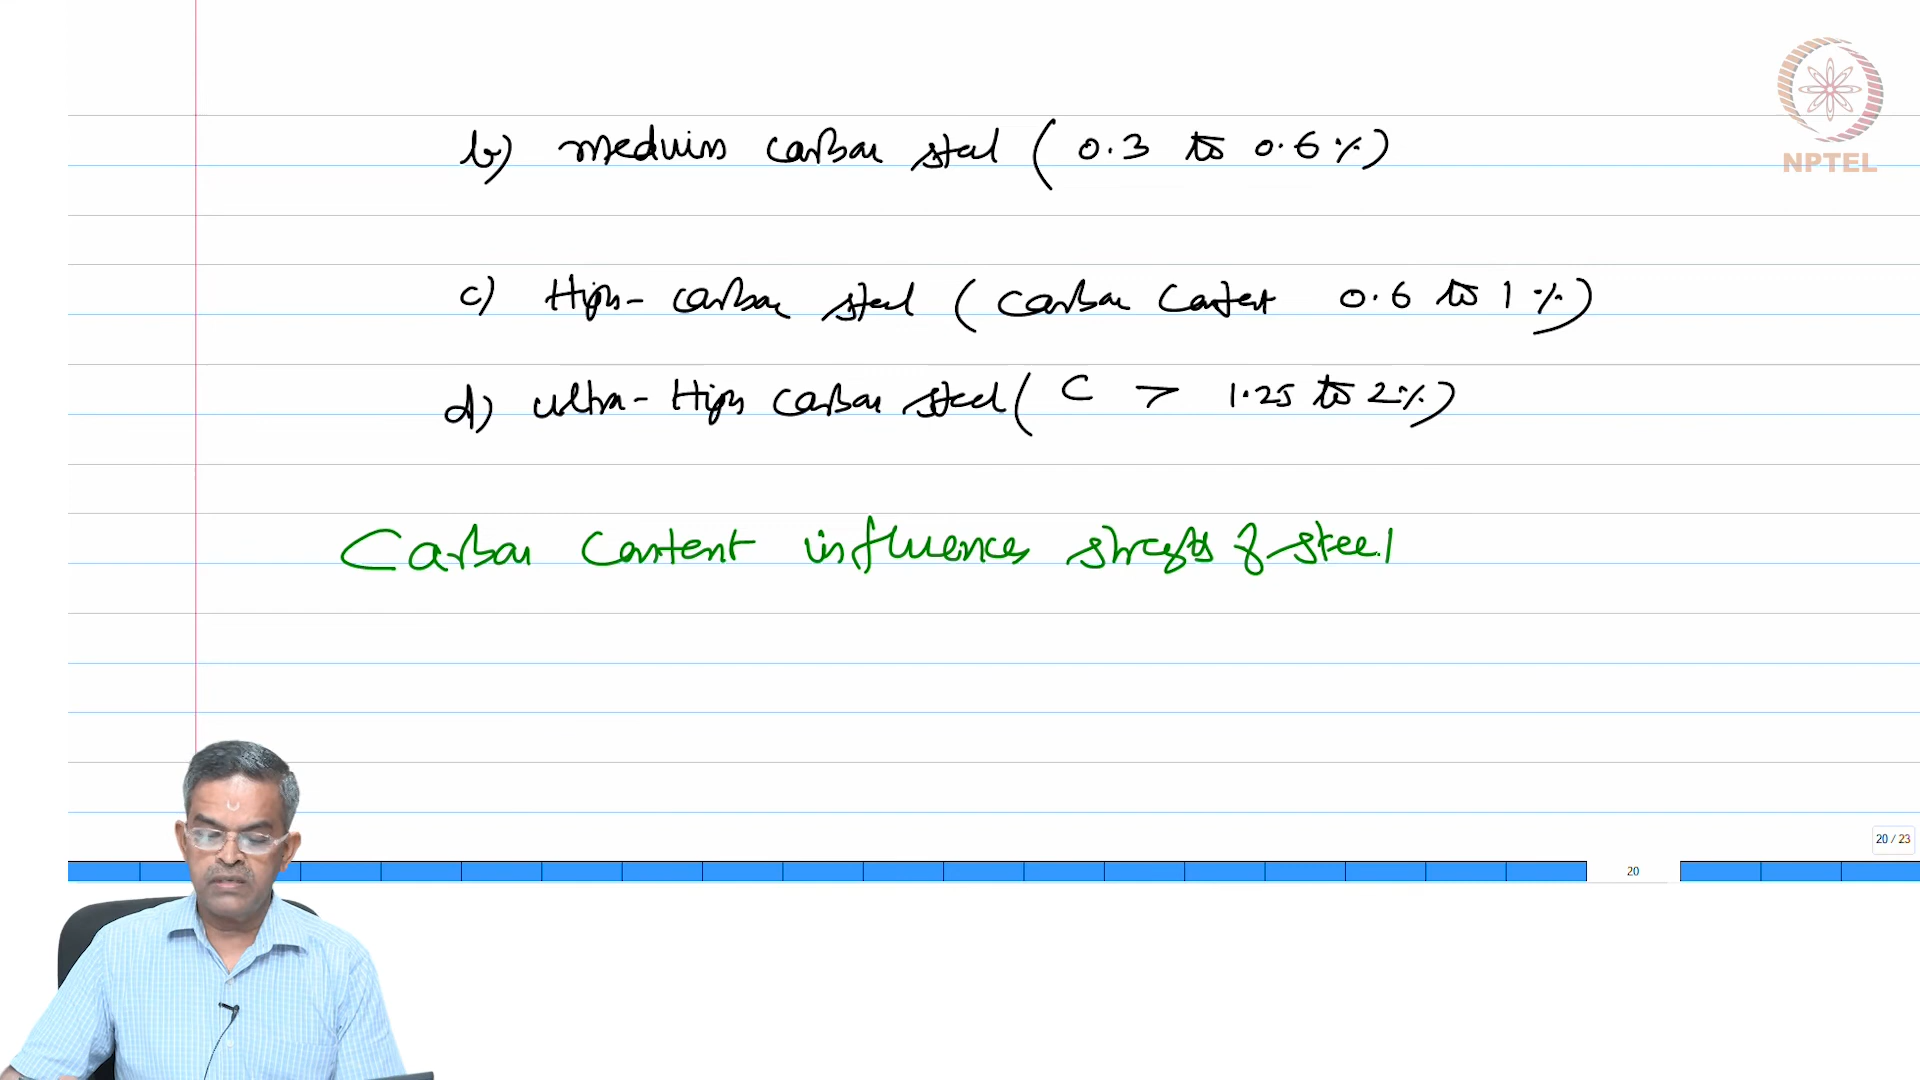 NPTEL
b) medium carbon steel ( 0.3 to 0.6 %)
c) High-carbon steel ( Carbon Content 0.6 to 1 %)
d) ultra-High carbon steel ( C > 1.25 to 2%)
Carbon Content influences strength of steel
20 / 23
20